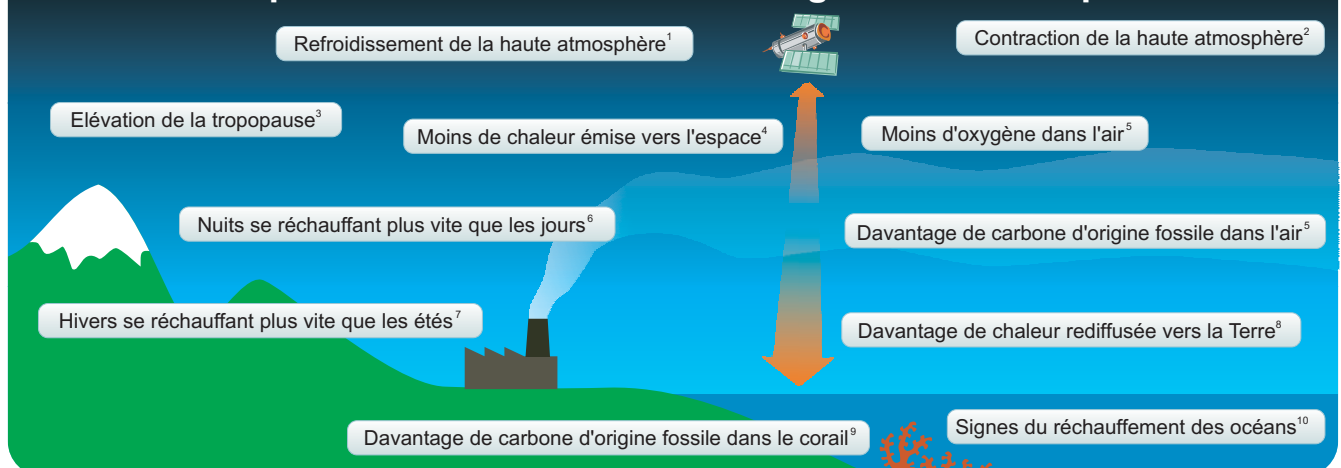 Refroidissement de la haute atmosphère¹
Contraction de la haute atmosphère²
Elévation de la tropopause³
Moins de chaleur émise vers l'espace⁴
Moins d'oxygène dans l'air⁵
Nuits se réchauffant plus vite que les jours⁶
Davantage de carbone d'origine fossile dans l'air⁵
Hivers se réchauffant plus vite que les étés⁷
Davantage de chaleur rediffusée vers la Terre⁸
Davantage de carbone d'origine fossile dans le corail⁹
Signes du réchauffement des océans¹⁰